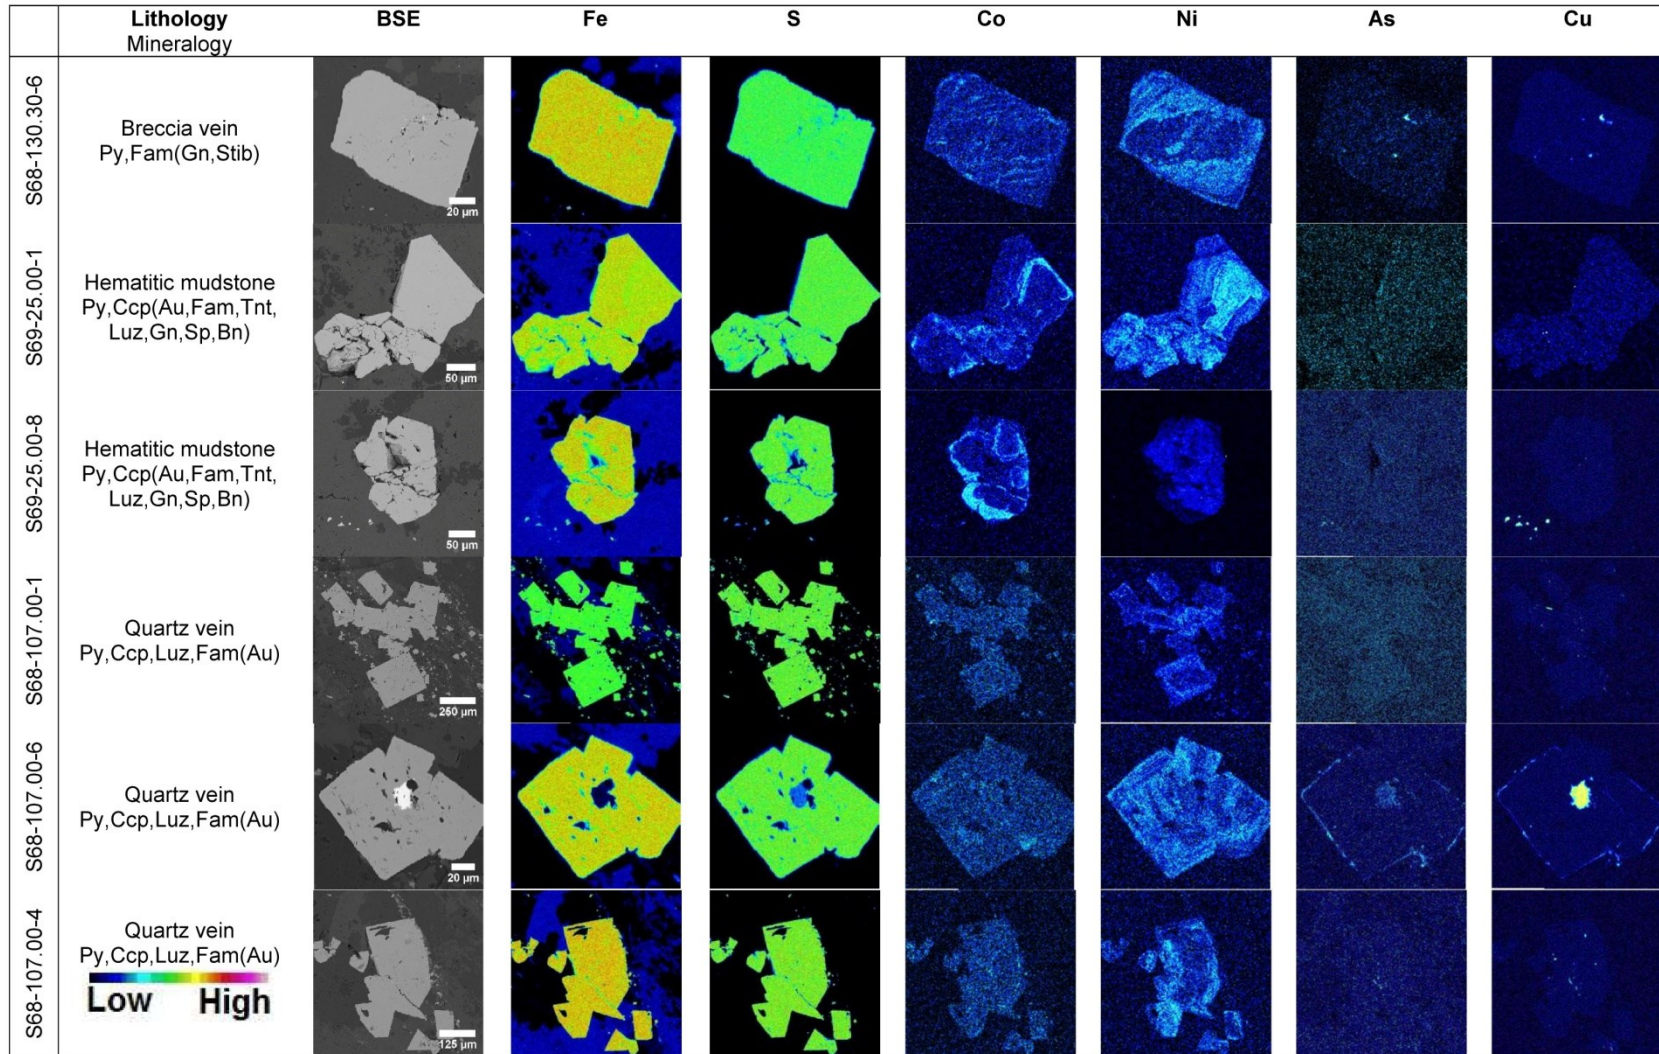 Lithology BSE Fe S Co Ni As Cu
Mineralogy
S68-130.30-6
Breccia vein
Py,Fam(Gn,Stib)
20 µm
S69-25.00-1
Hematitic mudstone
Py,Ccp(Au,Fam,Tnt,
Luz,Gn,Sp,Bn)
50 µm
S69-25.00-8
Hematitic mudstone
Py,Ccp(Au,Fam,Tnt,
Luz,Gn,Sp,Bn)
50 µm
S68-107.00-1
Quartz vein
Py,Ccp,Luz,Fam(Au)
250 µm
S68-107.00-6
Quartz vein
Py,Ccp,Luz,Fam(Au)
20 µm
S68-107.00-4
Quartz vein
Py,Ccp,Luz,Fam(Au)
Low High
125 µm